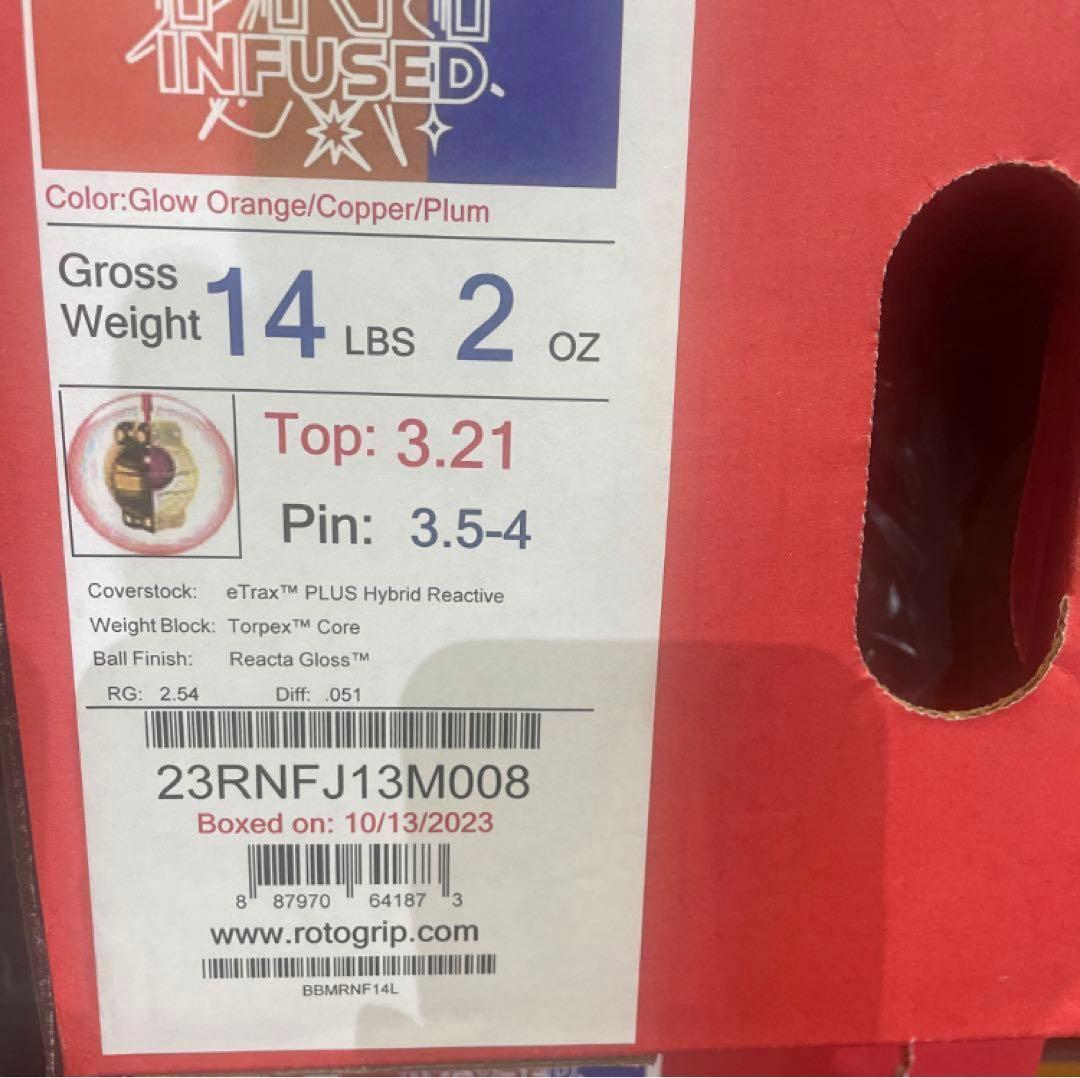 INFUSED
Color:Glow Orange/Copper/Plum
Gross Weight 14 LBS 2 OZ
Top: 3.21
Pin: 3.5-4
Coverstock: eTrax™ PLUS Hybrid Reactive
Weight Block: Torpex™ Core
Ball Finish: Reacta Gloss™
RG: 2.54 Diff: .051
23RNFJ13M008
Boxed on: 10/13/2023
8 87970 64187 3
www.rotogrip.com
BBMRNF14L